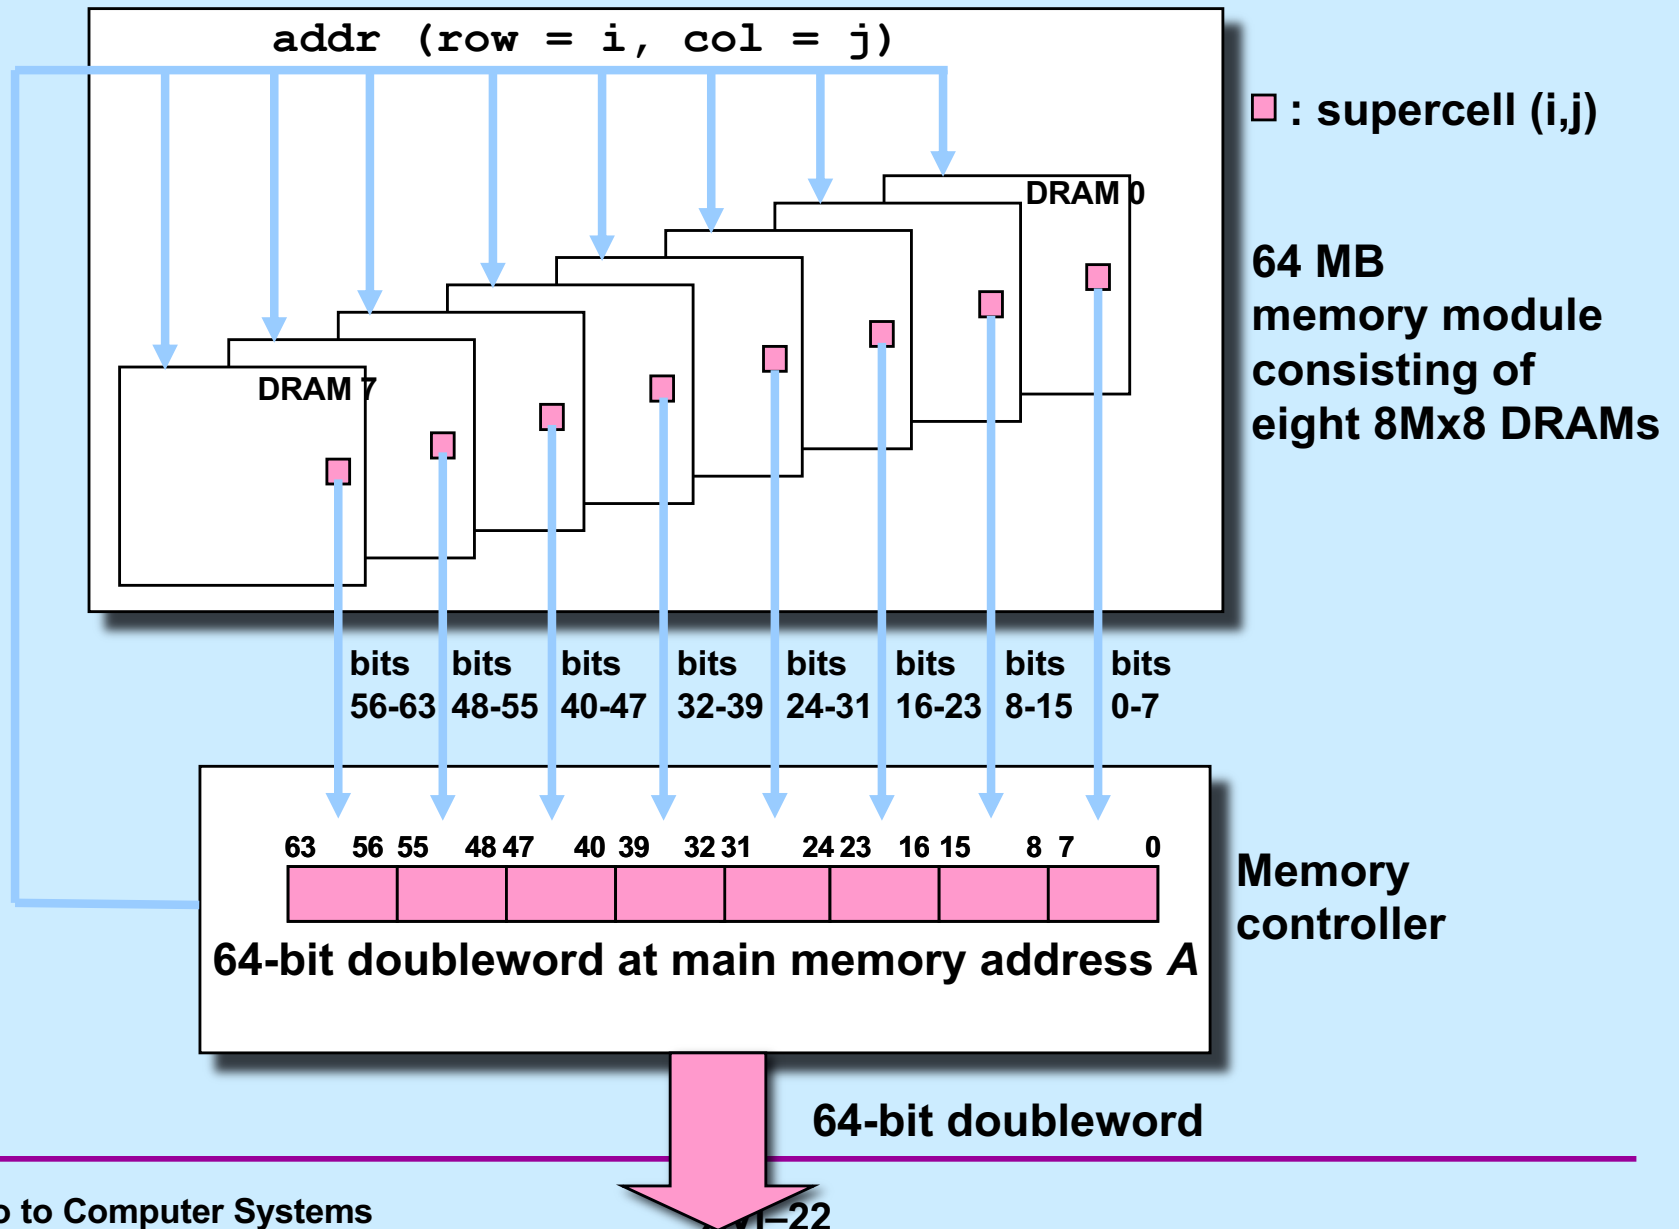 addr (row = i, col = j)
: supercell (i,j)
DRAM 0
64 MB
memory module
consisting of
eight 8Mx8 DRAMs
DRAM 7
bits
56-63
bits
48-55
bits
40-47
bits
32-39
bits
24-31
bits
16-23
bits
8-15
bits
0-7
63 56 55 48 47 40 39 32 31 24 23 16 15 8 7 0
Memory
controller
64-bit doubleword at main memory address A
64-bit doubleword
to Computer Systems
–22